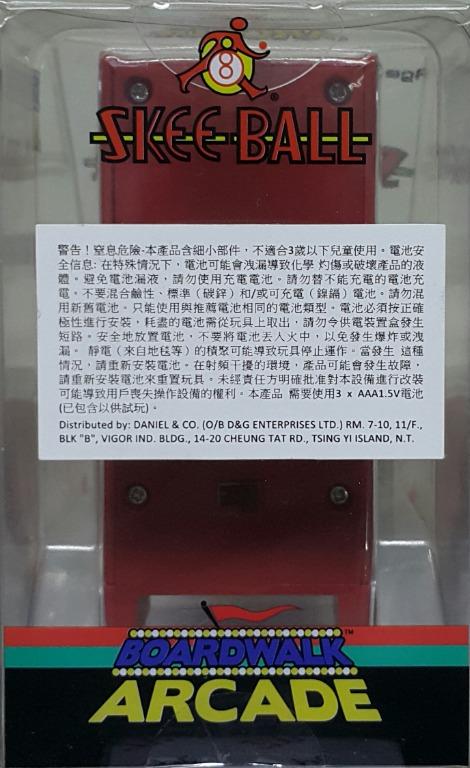 8
SKEE BALL
警告！窒息危險-本產品含細小部件，不適合3歲以下兒童使用。電池安
全信息: 在特殊情況下，電池可能會洩漏導致化學 灼傷或破壞產品的液
體。避免電池漏液，請勿使用充電電池。請勿替不能充電的電池充
電。不要混合鹼性、標準（碳鋅）和/或可充電（鎳鎘）電池。請勿混
用新舊電池。只能使用與推薦電池相同的電池類型。電池必須按正確
極性進行安裝，耗盡的電池需從玩具上取出，請勿令供電裝置盒發生
短路。安全地放置電池，不要將電池丟入火中，以免發生爆炸或洩
漏。 靜電（來自地毯等）的積聚可能導致玩具停止運作。當發生 這種
情況，請重新安裝電池。在射頻干擾的環境，產品可能會發生故障，
請重新安裝電池來重置玩具。未經責任方明確批准對本設備進行改裝
可能導致用戶喪失操作設備的權利。本產品 需要使用3 x AAA1.5V電池
(已包含以供試玩)。
Distributed by: DANIEL & CO. (O/B D&G ENTERPRISES LTD.) RM. 7-10, 11/F.,
BLK "B", VIGOR IND. BLDG., 14-20 CHEUNG TAT RD., TSING YI ISLAND, N.T.
BOARDWALK™
ARCADE